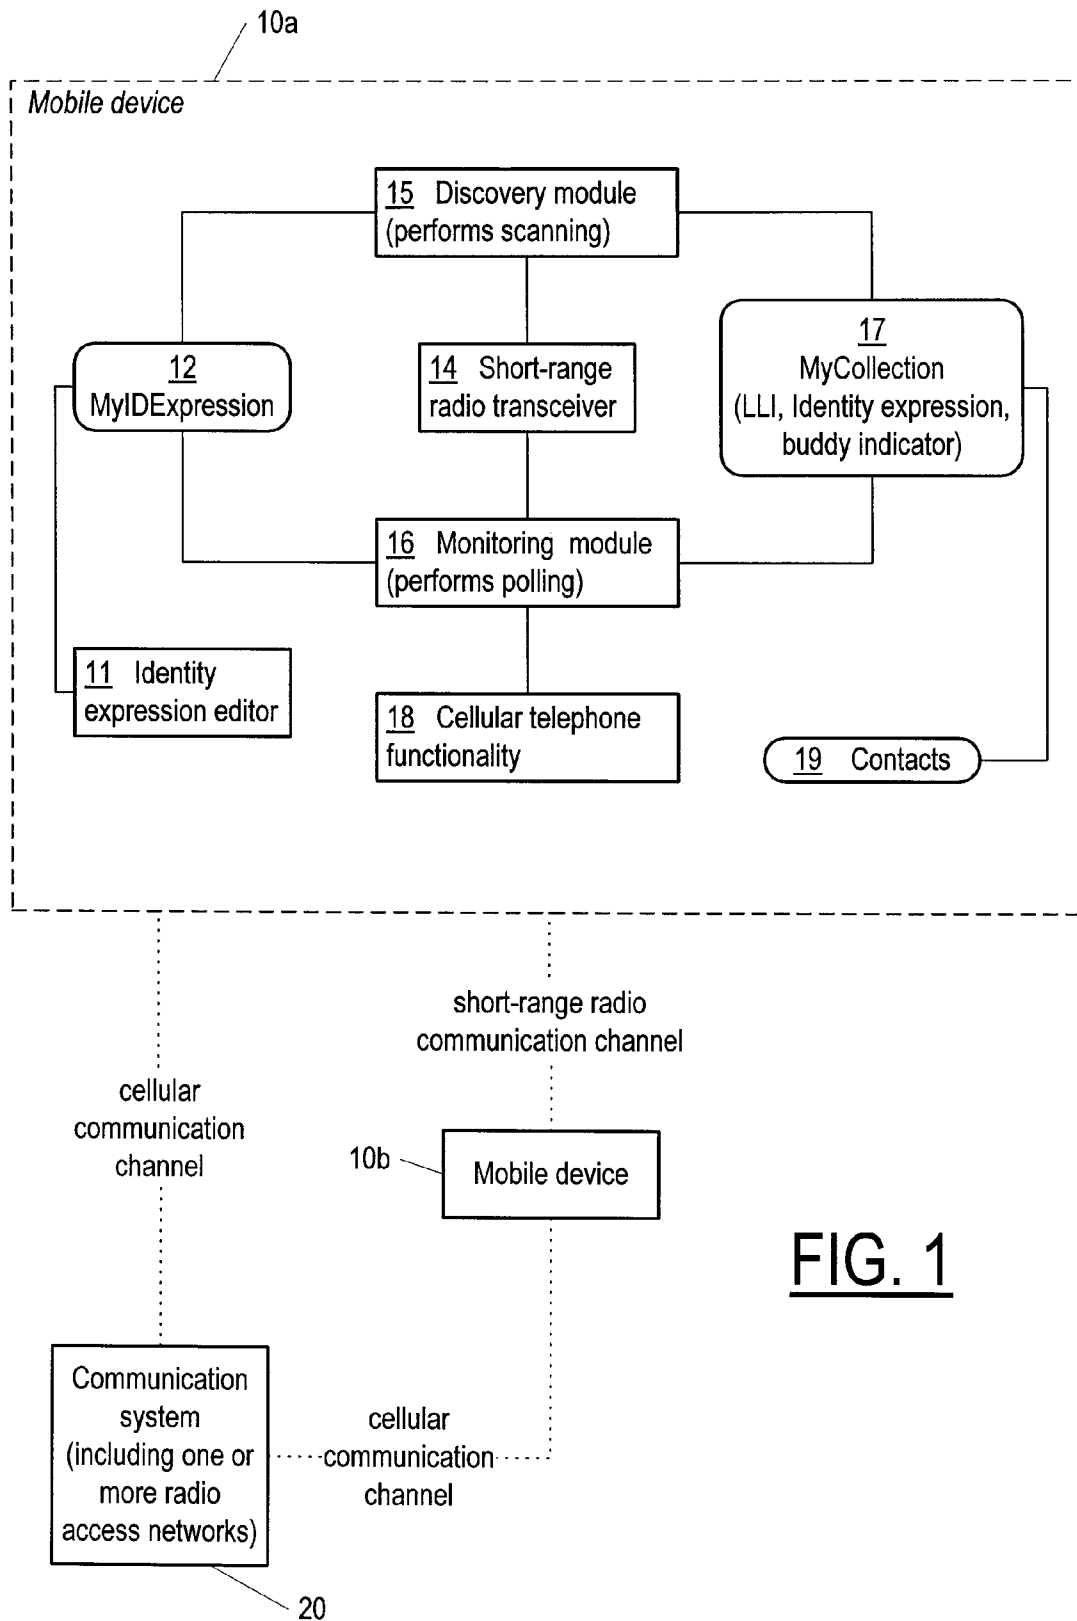 10a
Mobile device
15 Discovery module
(performs scanning)
12
MyIDExpression
14 Short-range
radio transceiver
17
MyCollection
(LLI, Identity expression,
buddy indicator)
16 Monitoring module
(performs polling)
11 Identity
expression editor
18 Cellular telephone
functionality
19 Contacts
short-range radio
communication channel
cellular
communication
channel
10b
Mobile device
FIG. 1
Communication
system
(including one or
more radio
access networks)
cellular
communication
channel
20